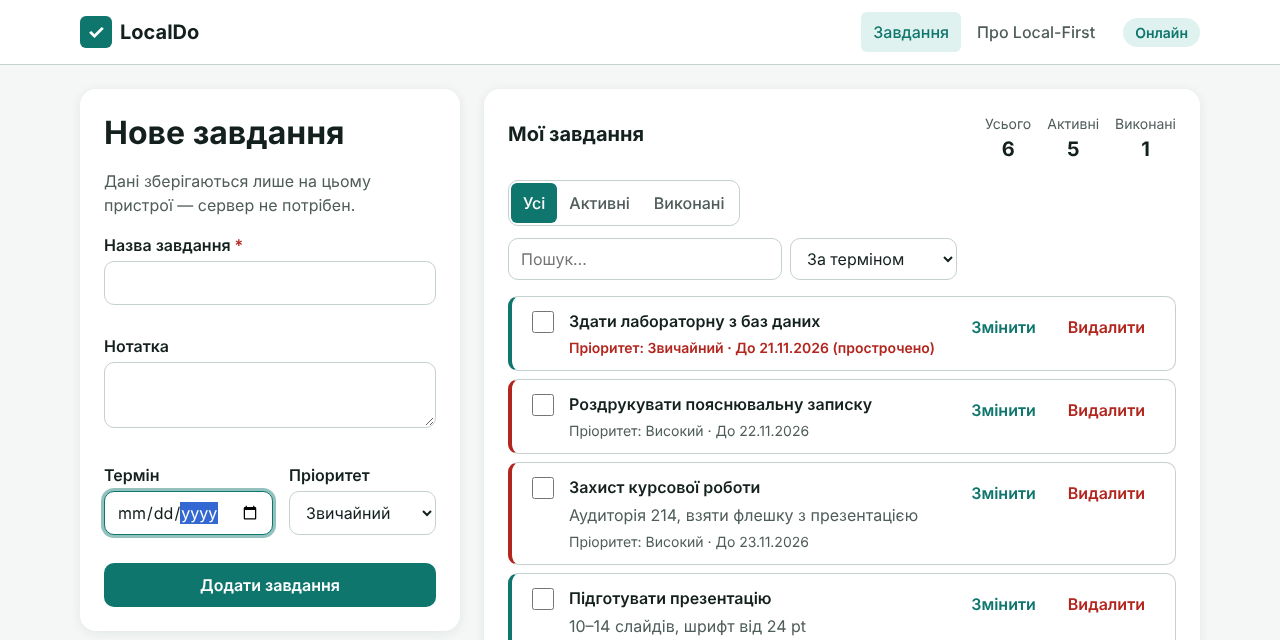 LocalDo
Завдання
Про Local-First
Онлайн
Нове завдання
Дані зберігаються лише на цьому
пристрої — сервер не потрібен.
Назва завдання *
Нотатка
Термін
Пріоритет
mm/dd/yyyy
Звичайний
Додати завдання
Мої завдання
Усього
Активні
Виконані
6
5
1
Усі
Активні
Виконані
Пошук...
За терміном
Здати лабораторну з баз даних
Пріоритет: Звичайний · До 21.11.2026 (прострочено)
Змінити
Видалити
Роздрукувати пояснювальну записку
Пріоритет: Високий · До 22.11.2026
Змінити
Видалити
Захист курсової роботи
Аудиторія 214, взяти флешку з презентацією
Пріоритет: Високий · До 23.11.2026
Змінити
Видалити
Підготувати презентацію
10–14 слайдів, шрифт від 24 pt
Змінити
Видалити